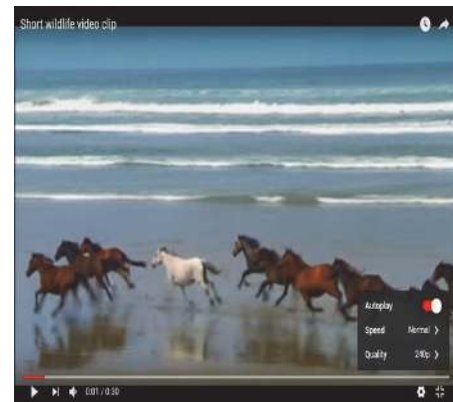 Short wildlife video clip
Autoplay
Speed Normal
Quality 240p
0:01 / 0:30